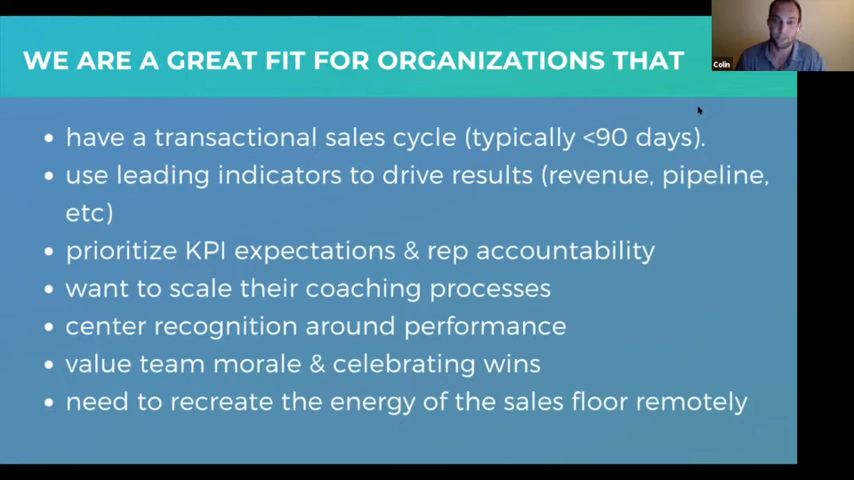 WE ARE A GREAT FIT FOR ORGANIZATIONS THAT
Colin
• have a transactional sales cycle (typically <90 days).
• use leading indicators to drive results (revenue, pipeline,
etc)
• prioritize KPI expectations & rep accountability
• want to scale their coaching processes
• center recognition around performance
• value team morale & celebrating wins
• need to recreate the energy of the sales floor remotely